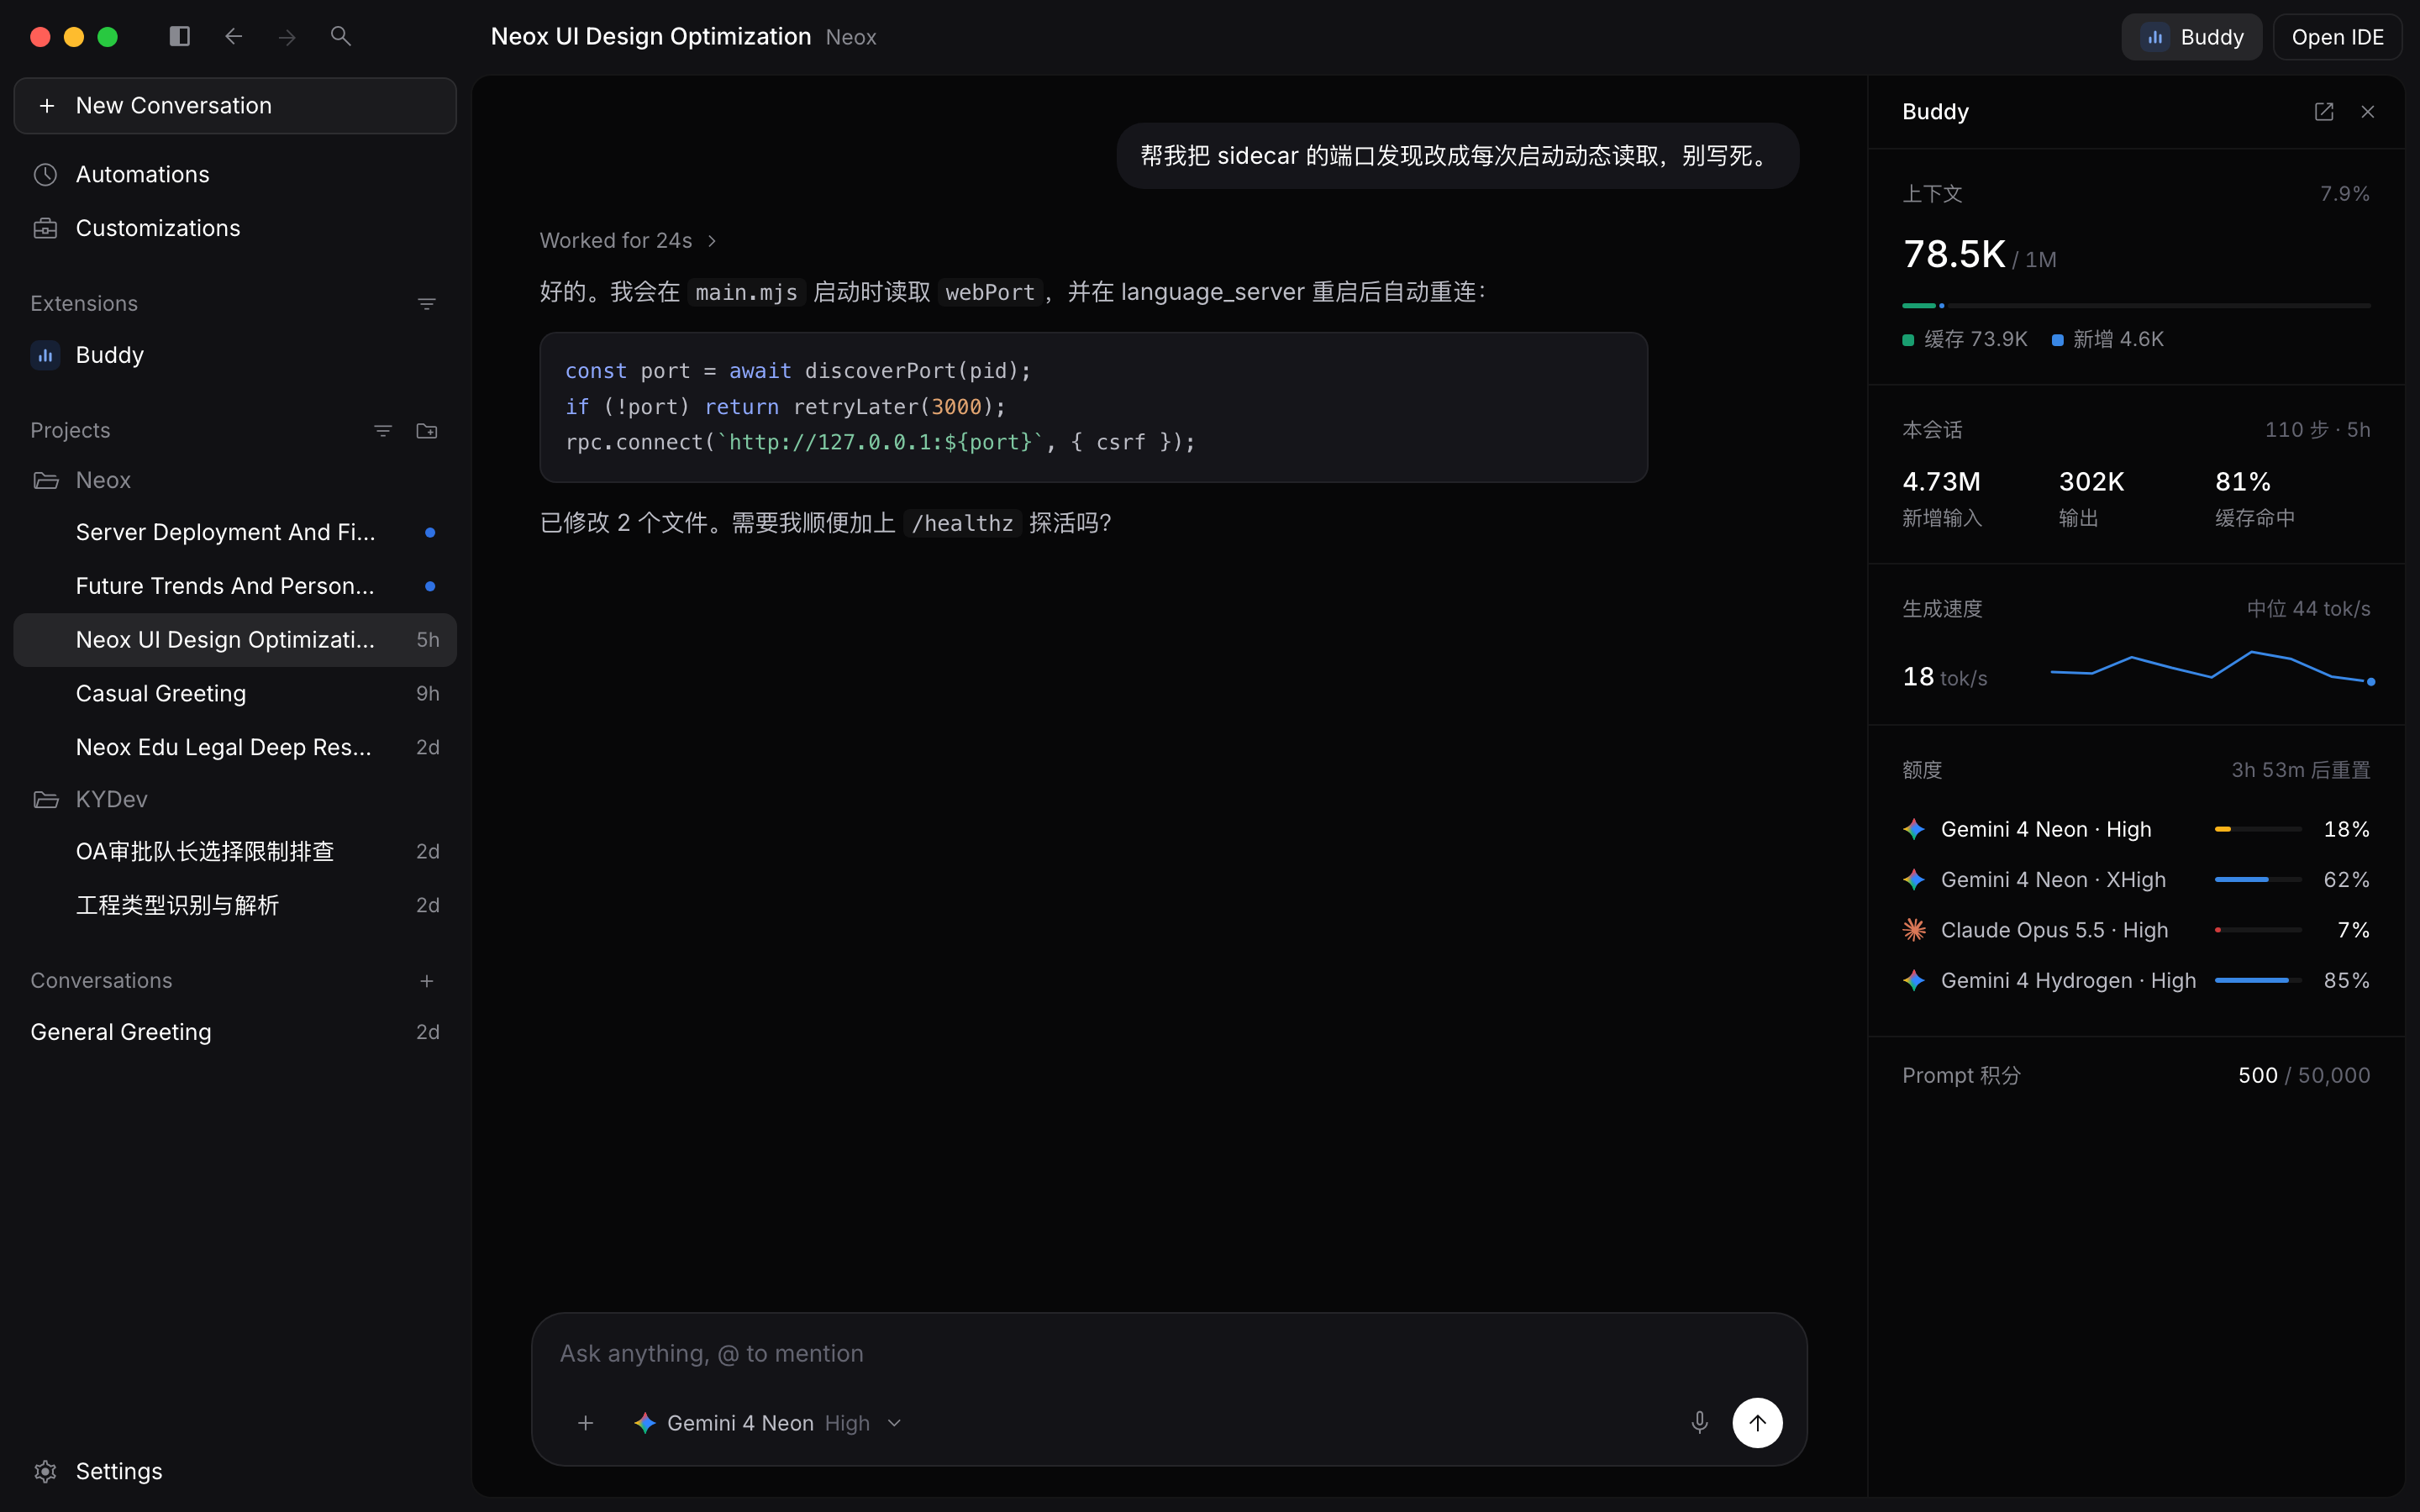 Neox UI Design Optimization Neox
Buddy
Open IDE
New Conversation
Automations
Customizations
Extensions
Buddy
Projects
Neox
Server Deployment And Fi...
Future Trends And Person...
Neox UI Design Optimizati... 5h
Casual Greeting 9h
Neox Edu Legal Deep Res... 2d
KYDev
OA审批队长选择限制排查 2d
工程类型识别与解析 2d
Conversations
General Greeting 2d
Settings
帮我把 sidecar 的端口发现改成每次启动动态读取，别写死。
Worked for 24s
好的。我会在 main.mjs 启动时读取 webPort，并在 language_server 重启后自动重连：
const port = await discoverPort(pid);
if (!port) return retryLater(3000);
rpc.connect(`http://127.0.0.1:${port}`, { csrf });
已修改 2 个文件。需要我顺便加上 /healthz 探活吗？
Ask anything, @ to mention
Gemini 4 Neon High
Buddy
上下文 7.9%
78.5K / 1M
缓存 73.9K 新增 4.6K
本会话 110 步 · 5h
4.73M 302K 81%
新增输入 输出 缓存命中
生成速度 中位 44 tok/s
18 tok/s
额度 3h 53m 后重置
Gemini 4 Neon · High 18%
Gemini 4 Neon · XHigh 62%
Claude Opus 5.5 · High 7%
Gemini 4 Hydrogen · High 85%
Prompt 积分 500 / 50,000